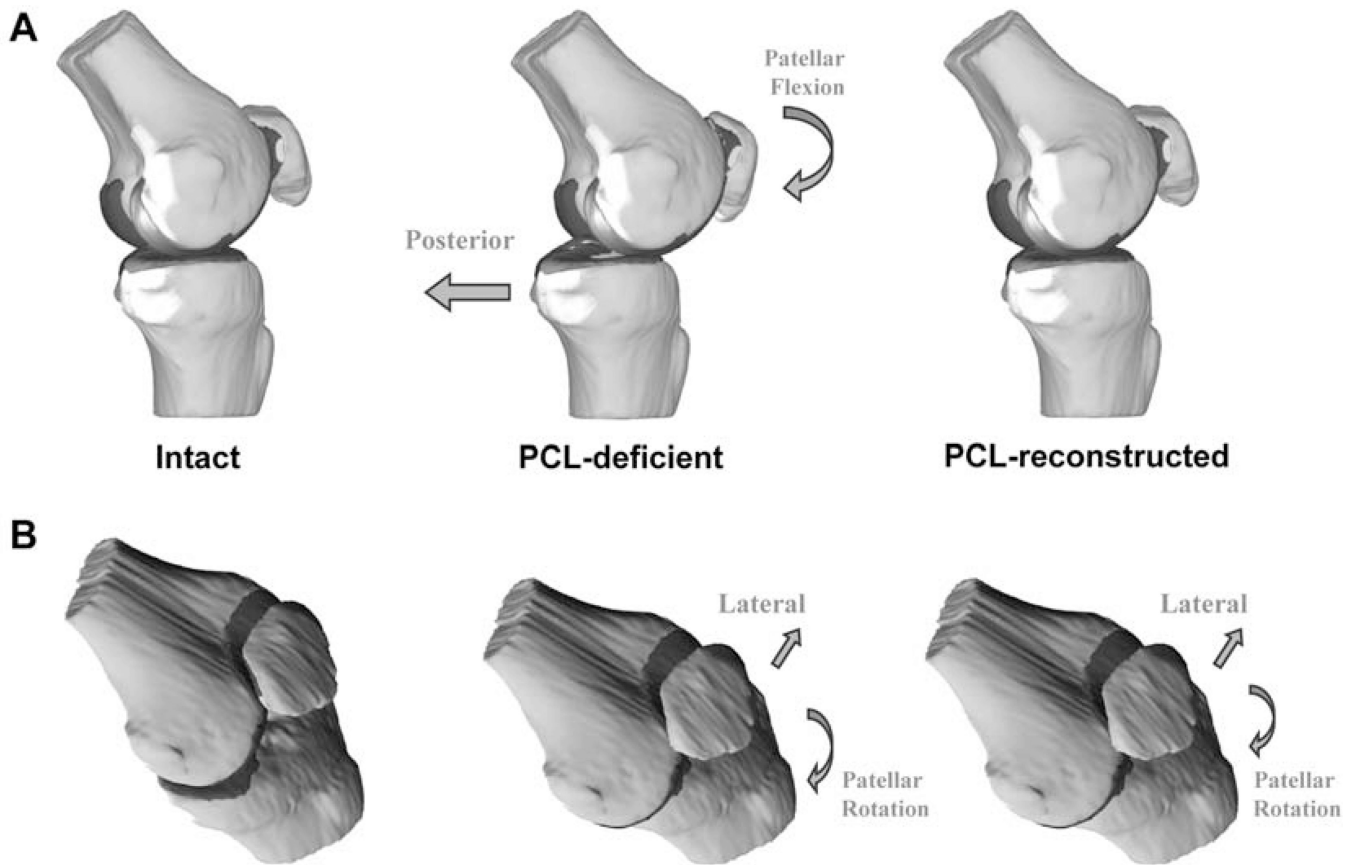 A
Patellar
Flexion
Posterior
Intact
PCL-deficient
PCL-reconstructed
B
Lateral
Patellar
Rotation
Lateral
Patellar
Rotation